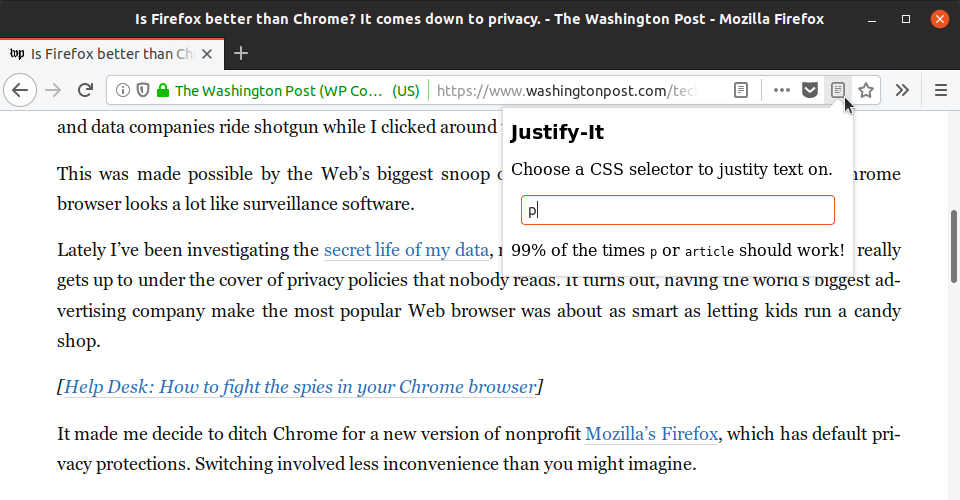 Is Firefox better than Chrome? It comes down to privacy. - The Washington Post - Mozilla Firefox
wp Is Firefox better than Ch
The Washington Post (WP Co… (US) https://www.washingtonpost.com/tec
and data companies ride shotgun while I clicked around
Justify-It
Choose a CSS selector to justity text on.
p
99% of the times p or article should work!
This was made possible by the Web’s biggest snoop hrome
browser looks a lot like surveillance software.
Lately I’ve been investigating the secret life of my data, really
gets up to under the cover of privacy policies that nobody reads. It turns out, having the world’s biggest ad-
vertising company make the most popular Web browser was about as smart as letting kids run a candy
shop.
[Help Desk: How to fight the spies in your Chrome browser]
It made me decide to ditch Chrome for a new version of nonprofit Mozilla’s Firefox, which has default pri-
vacy protections. Switching involved less inconvenience than you might imagine.